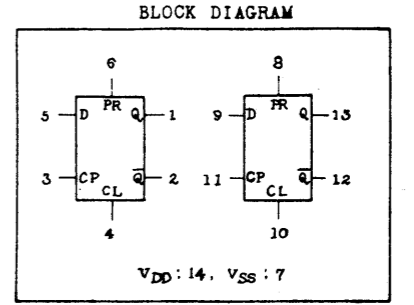 BLOCK DIAGRAM
6 8
PR PR
5 D Q 1 9 D Q 13
3 CP Q̅ 2 11 CP Q̅ 12
CL CL
4 10
VDD : 14, VSS : 7